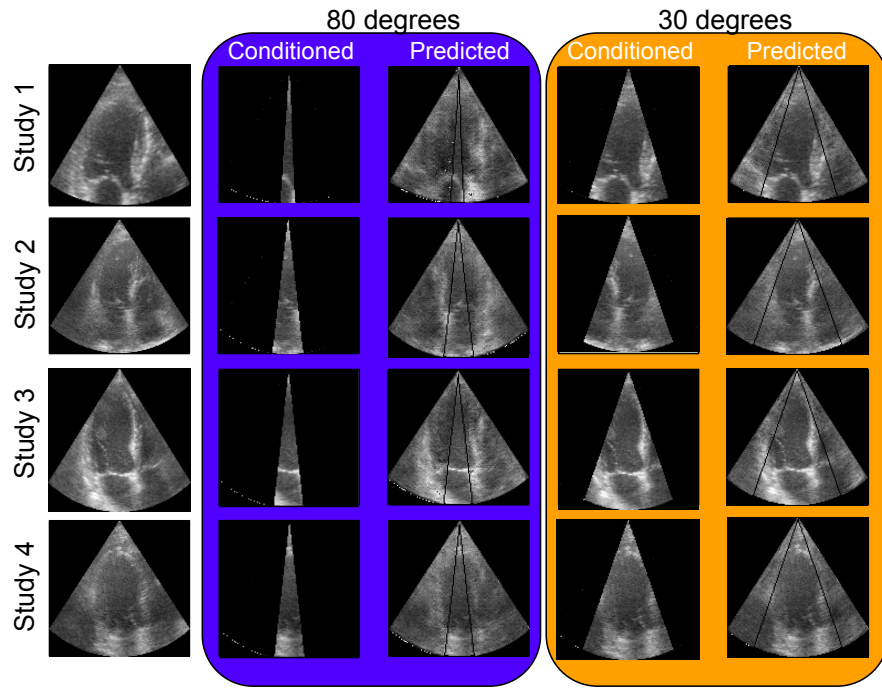 80 degrees
30 degrees
Conditioned
Predicted
Conditioned
Predicted
Study 1
Study 2
Study 3
Study 4